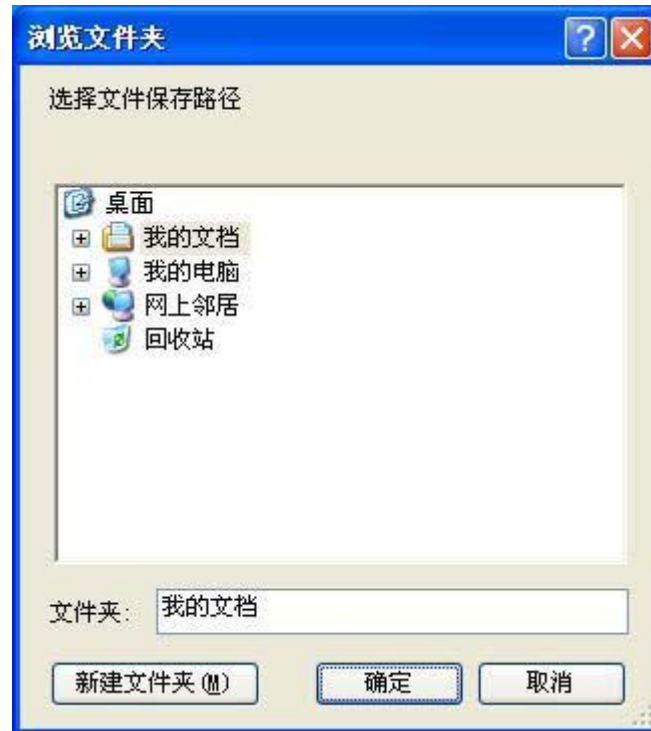 浏览文件夹
选择文件保存路径
桌面
我的文档
我的电脑
网上邻居
回收站
文件夹: 我的文档
新建文件夹(M) 确定 取消